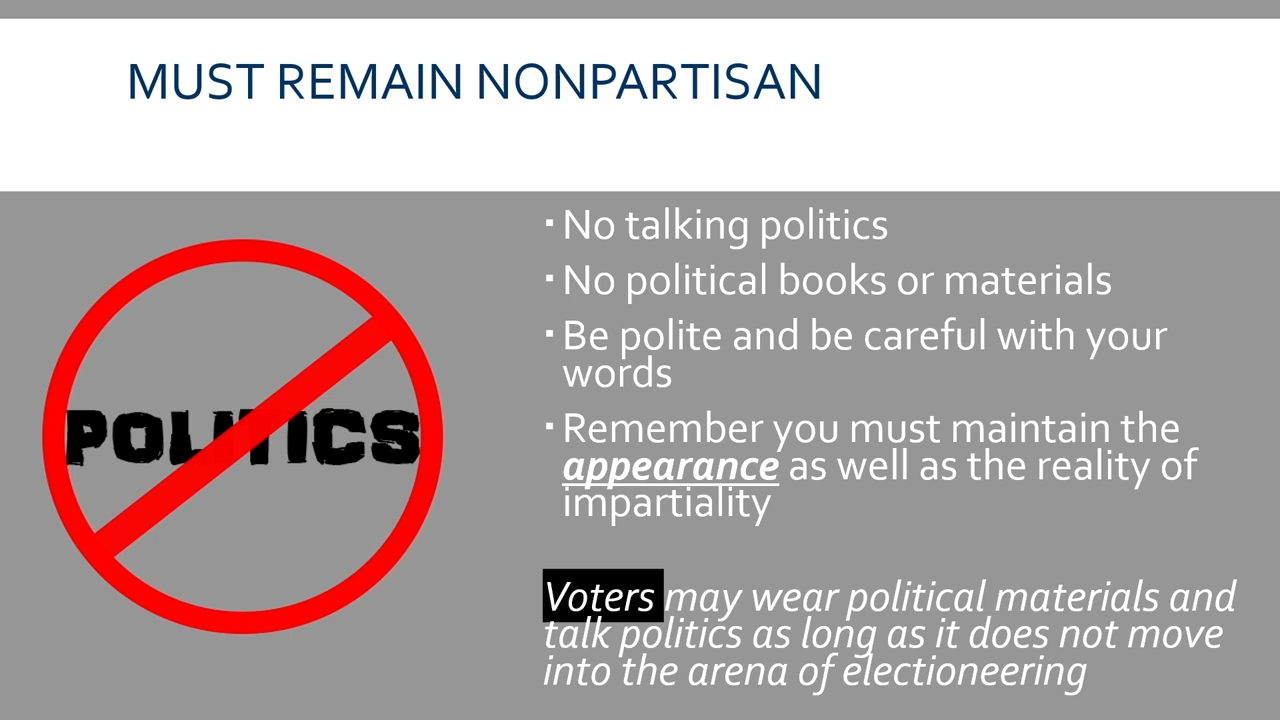 MUST REMAIN NONPARTISAN
POLITICS
▪ No talking politics
▪ No political books or materials
▪ Be polite and be careful with your
words
▪ Remember you must maintain the
appearance as well as the reality of
impartiality
Voters may wear political materials and
talk politics as long as it does not move
into the arena of electioneering